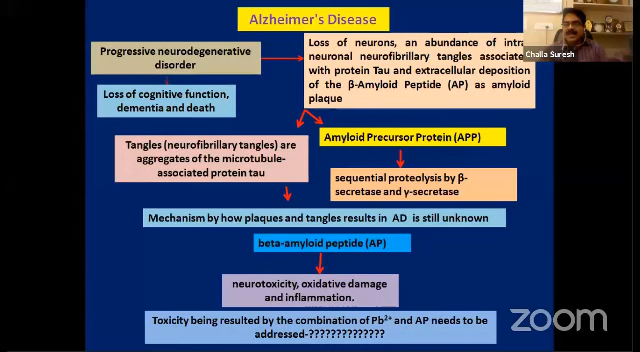 Alzheimer's Disease
Progressive neurodegenerative
disorder
Loss of neurons, an abundance of intra
neuronal neurofibrillary tangles associate
with protein Tau and extracellular deposition
of the β-Amyloid Peptide (AP) as amyloid
plaque
Challa Suresh
Loss of cognitive function,
dementia and death
Tangles (neurofibrillary tangles) are
aggregates of the microtubule-
associated protein tau
Amyloid Precursor Protein (APP)
sequential proteolysis by β-
secretase and γ-secretase
Mechanism by how plaques and tangles results in AD is still unknown
beta-amyloid peptide (AP)
neurotoxicity, oxidative damage
and inflammation.
Toxicity being resulted by the combination of Pb²⁺ and AP needs to be
addressed-??????????????
zoom